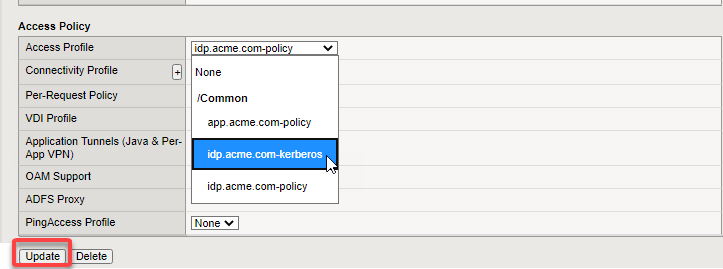 Access Policy
Access Profile
idp.acme.com-policy
None
/Common
app.acme.com-policy
idp.acme.com-kerberos
idp.acme.com-policy
Connectivity Profile
+
Per-Request Policy
VDI Profile
Application Tunnels (Java & Per-
App VPN)
OAM Support
ADFS Proxy
PingAccess Profile
None
Update
Delete